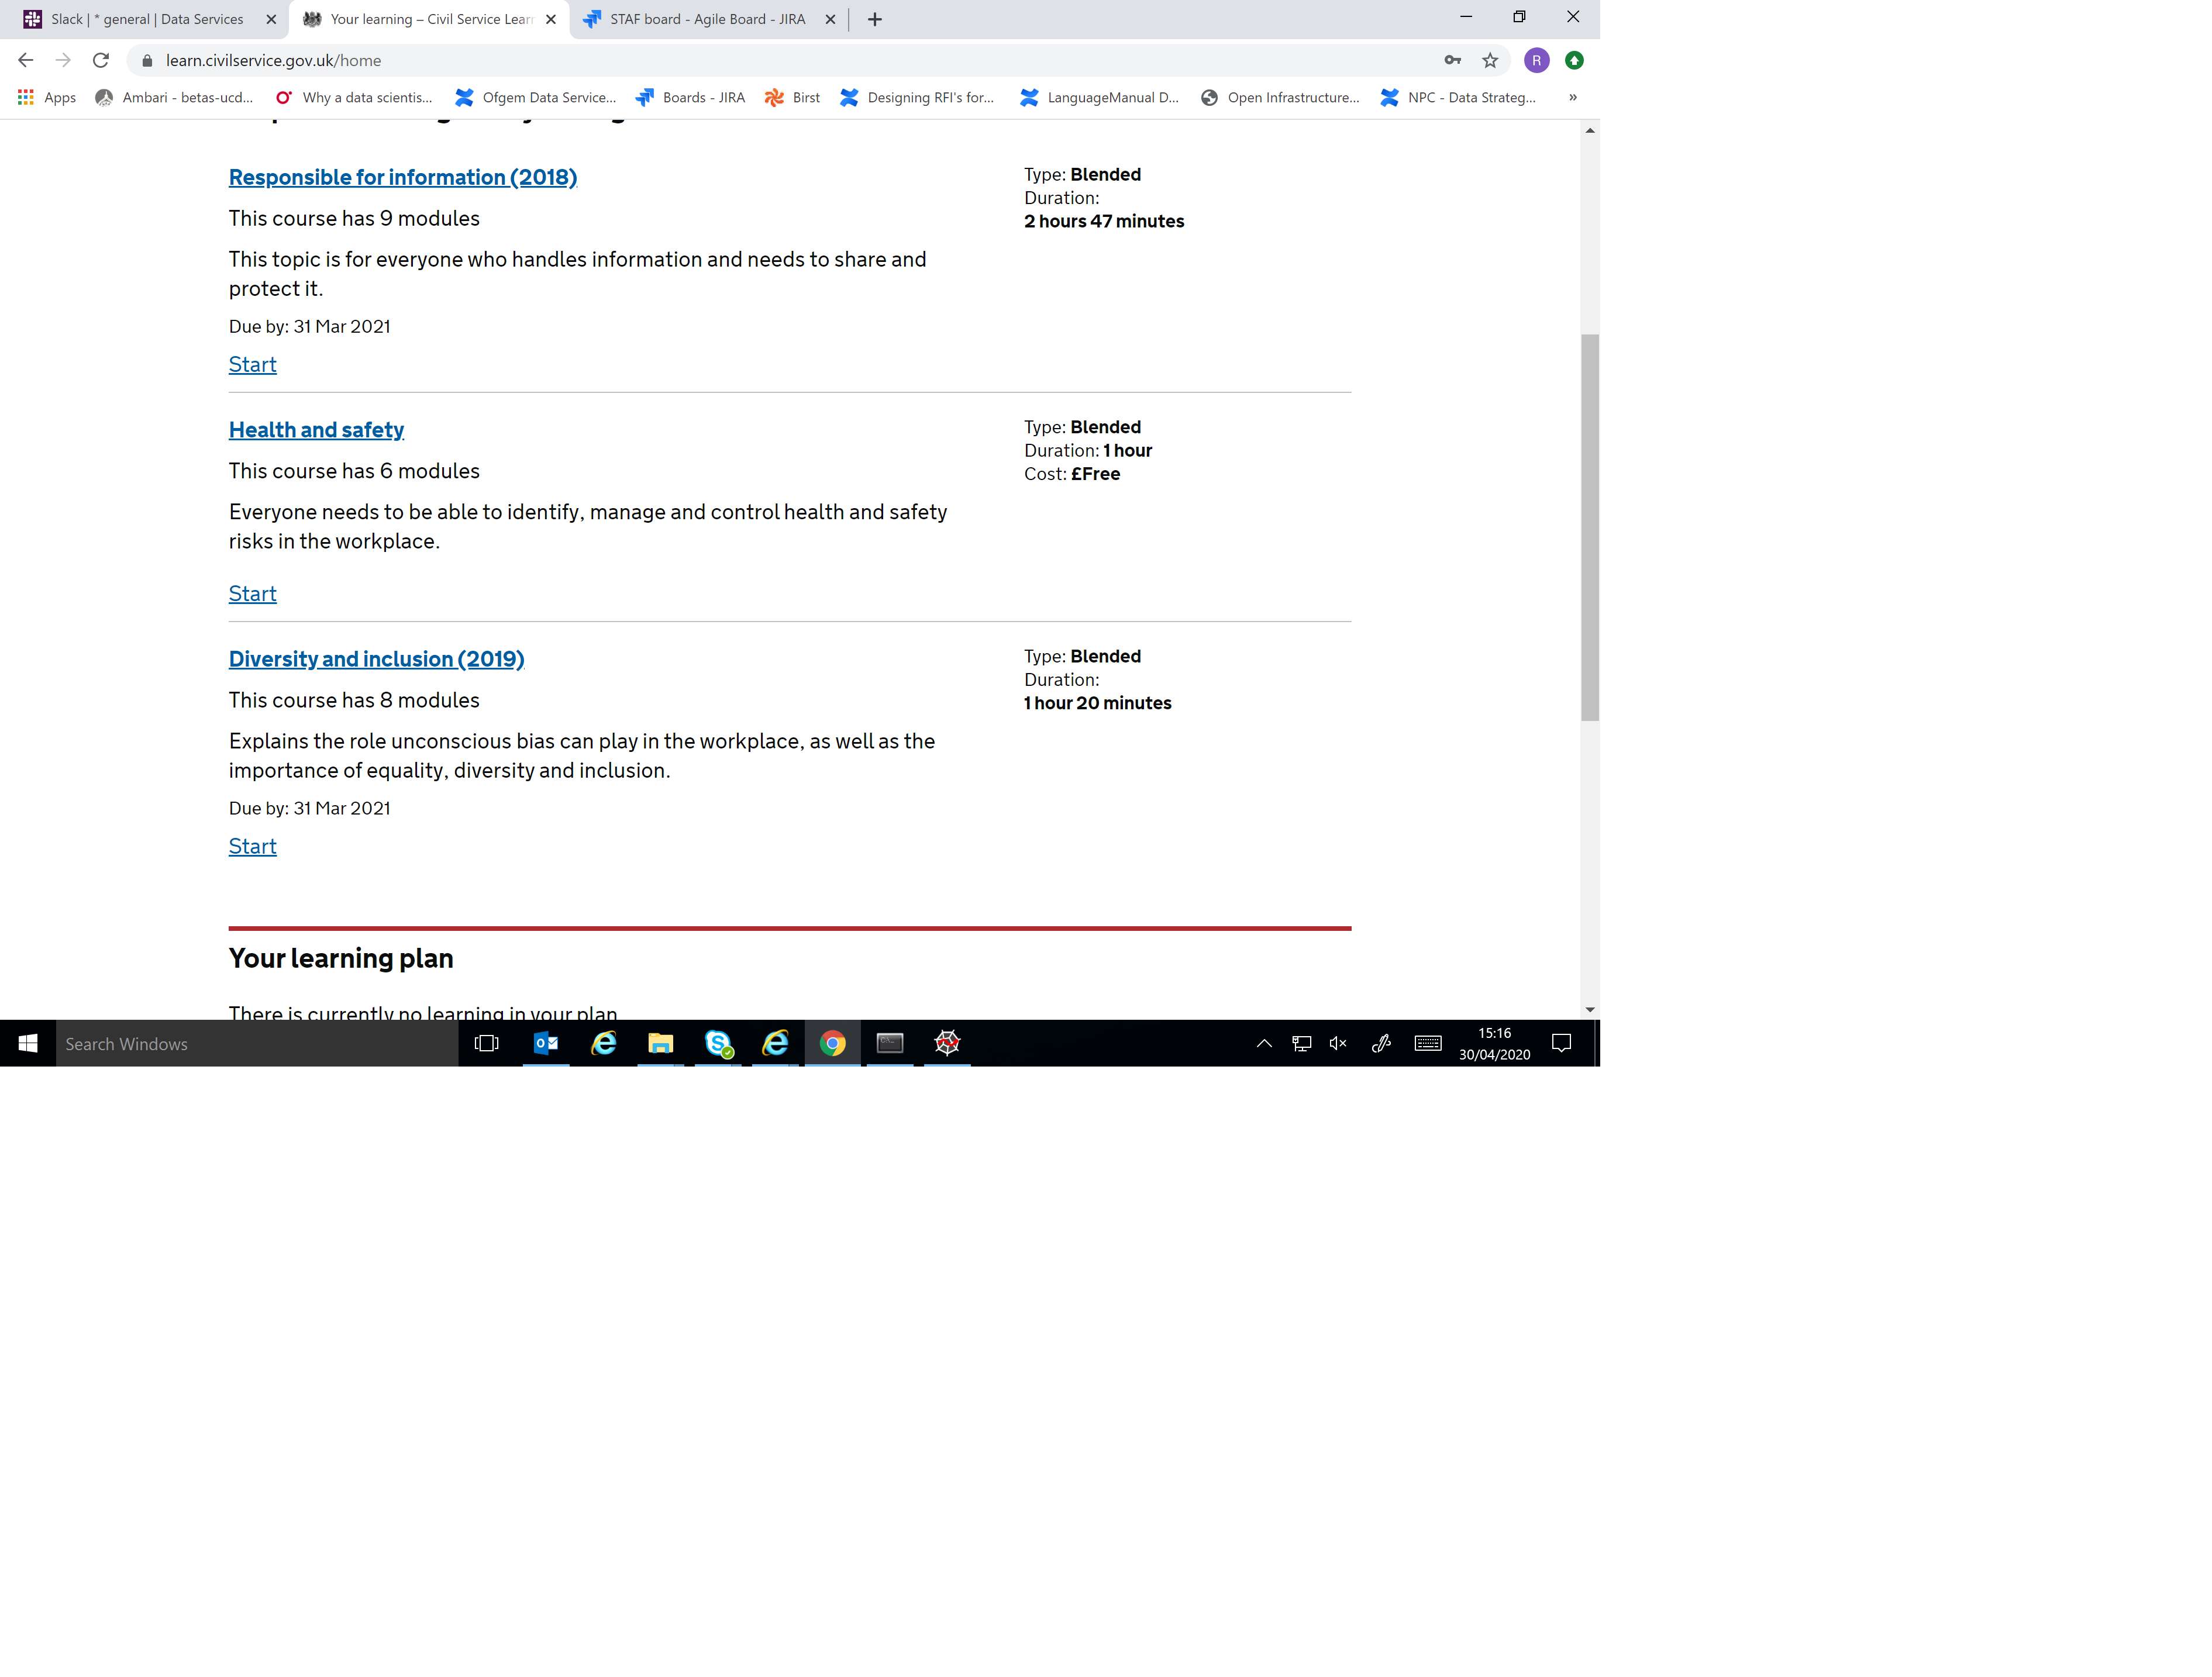 Slack | * general | Data Services
Your learning – Civil Service Lear
STAF board - Agile Board - JIRA
learn.civilservice.gov.uk/home
R
Apps
Ambari - betas-ucd...
Why a data scientis...
Ofgem Data Service...
Boards - JIRA
Birst
Designing RFI's for...
LanguageManual D...
Open Infrastructure...
NPC - Data Strateg...
»
Responsible for information (2018)
Type: Blended
Duration:
2 hours 47 minutes
This course has 9 modules
This topic is for everyone who handles information and needs to share and
protect it.
Due by: 31 Mar 2021
Start
Health and safety
Type: Blended
Duration: 1 hour
Cost: £Free
This course has 6 modules
Everyone needs to be able to identify, manage and control health and safety
risks in the workplace.
Start
Diversity and inclusion (2019)
Type: Blended
Duration:
1 hour 20 minutes
This course has 8 modules
Explains the role unconscious bias can play in the workplace, as well as the
importance of equality, diversity and inclusion.
Due by: 31 Mar 2021
Start
Your learning plan
There is currently no learning in your plan
Search Windows
15:16
30/04/2020